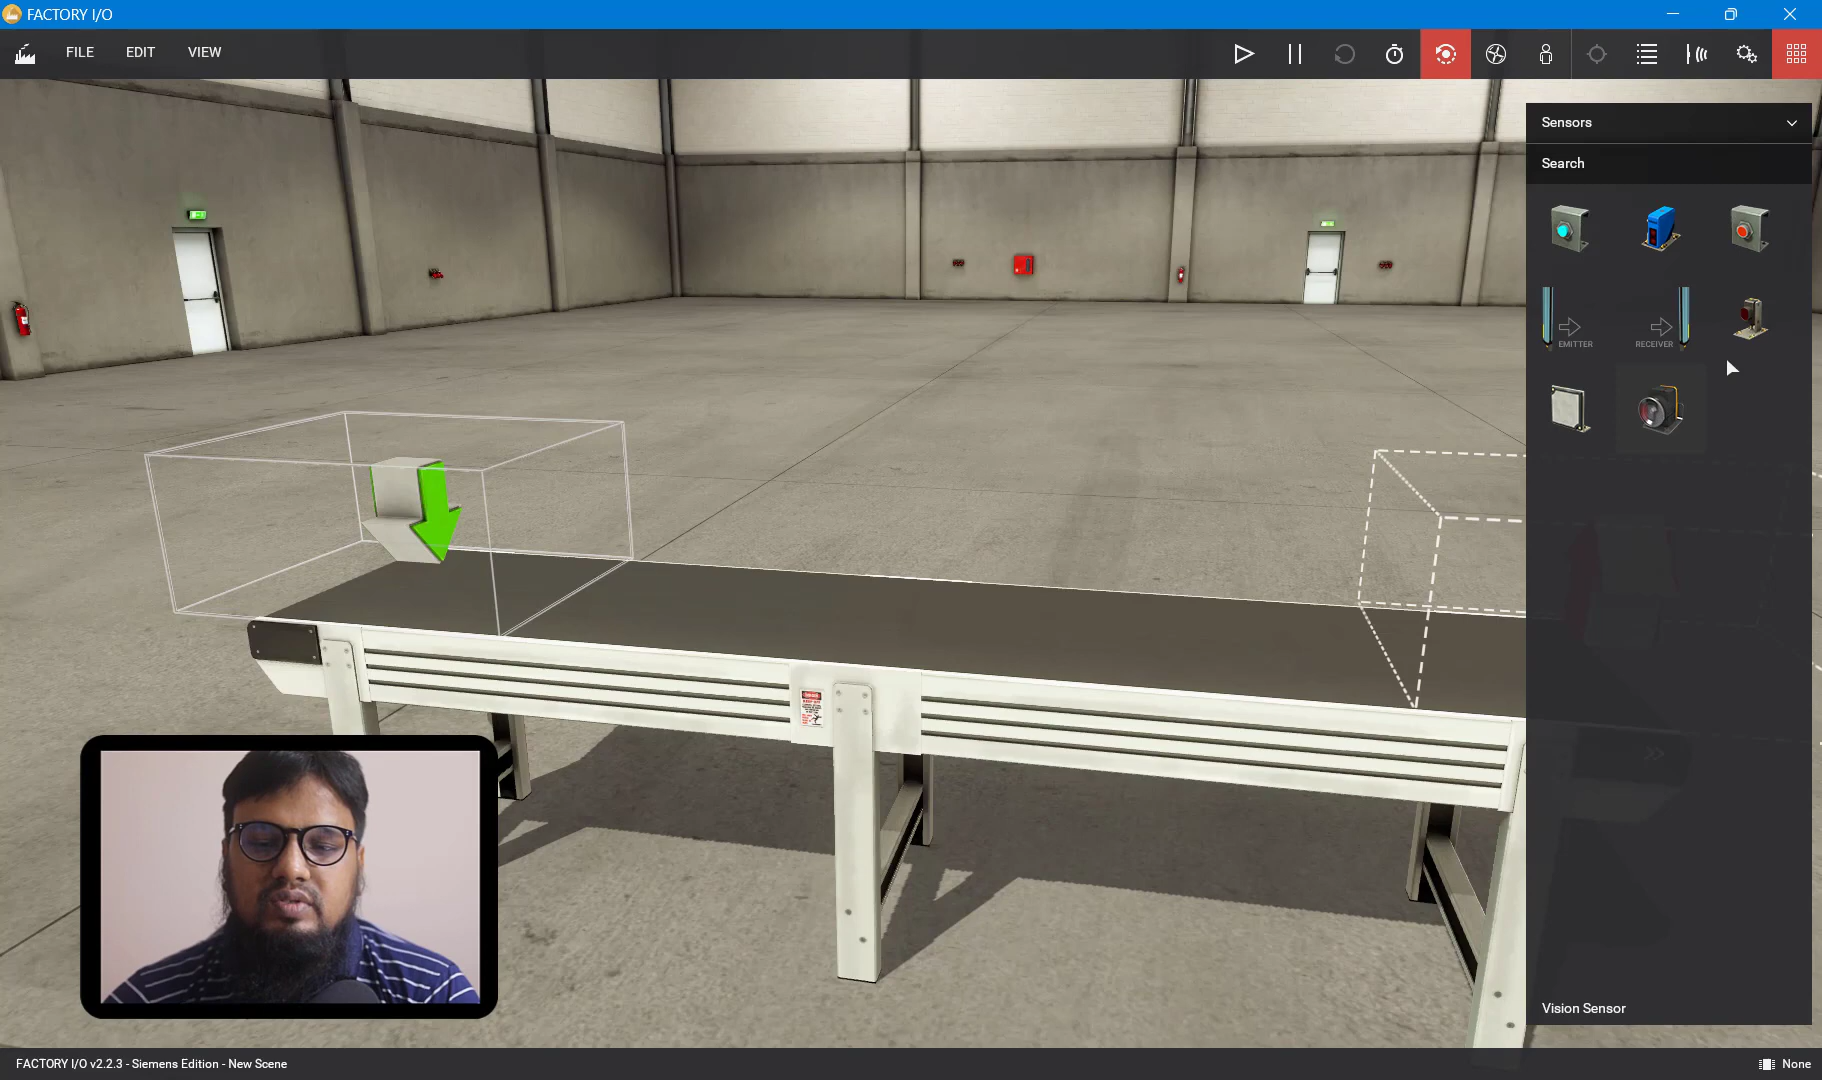 FACTORY I/O
FILE EDIT VIEW
Sensors
Search
EMITTER
RECEIVER
Vision Sensor
FACTORY I/O v2.2.3 - Siemens Edition - New Scene
None